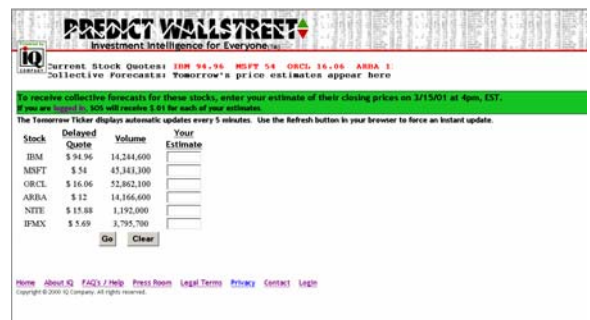 PREDICT WALLSTREET
Investment Intelligence for Everyone
IQ
COMPANY
Current Stock Quotes: IBM 94.96 MSFT 54 ORCL 16.06 ARBA 1
Collective Forecasts: Tomorrow's price estimates appear here
To receive collective forecasts for these stocks, enter your estimate of their closing prices on 3/15/01 at 4pm, EST.
If you are logged in, SOS will receive $.01 for each of your estimates.
The Tomorrow Ticker displays automatic updates every 5 minutes. Use the Refresh button in your browser to force an instant update.
Stock Delayed Quote Volume Your Estimate
IBM $ 94.96 14,244,600
MSFT $ 54 45,343,300
ORCL $ 16.06 52,862,100
ARBA $ 12 14,166,600
NITE $ 15.88 1,192,000
IFMX $ 5.69 3,795,700
Go Clear
Home About IQ FAQ's / Help Press Room Legal Terms Privacy Contact Login
Copyright © 2000 IQ Company. All rights reserved.